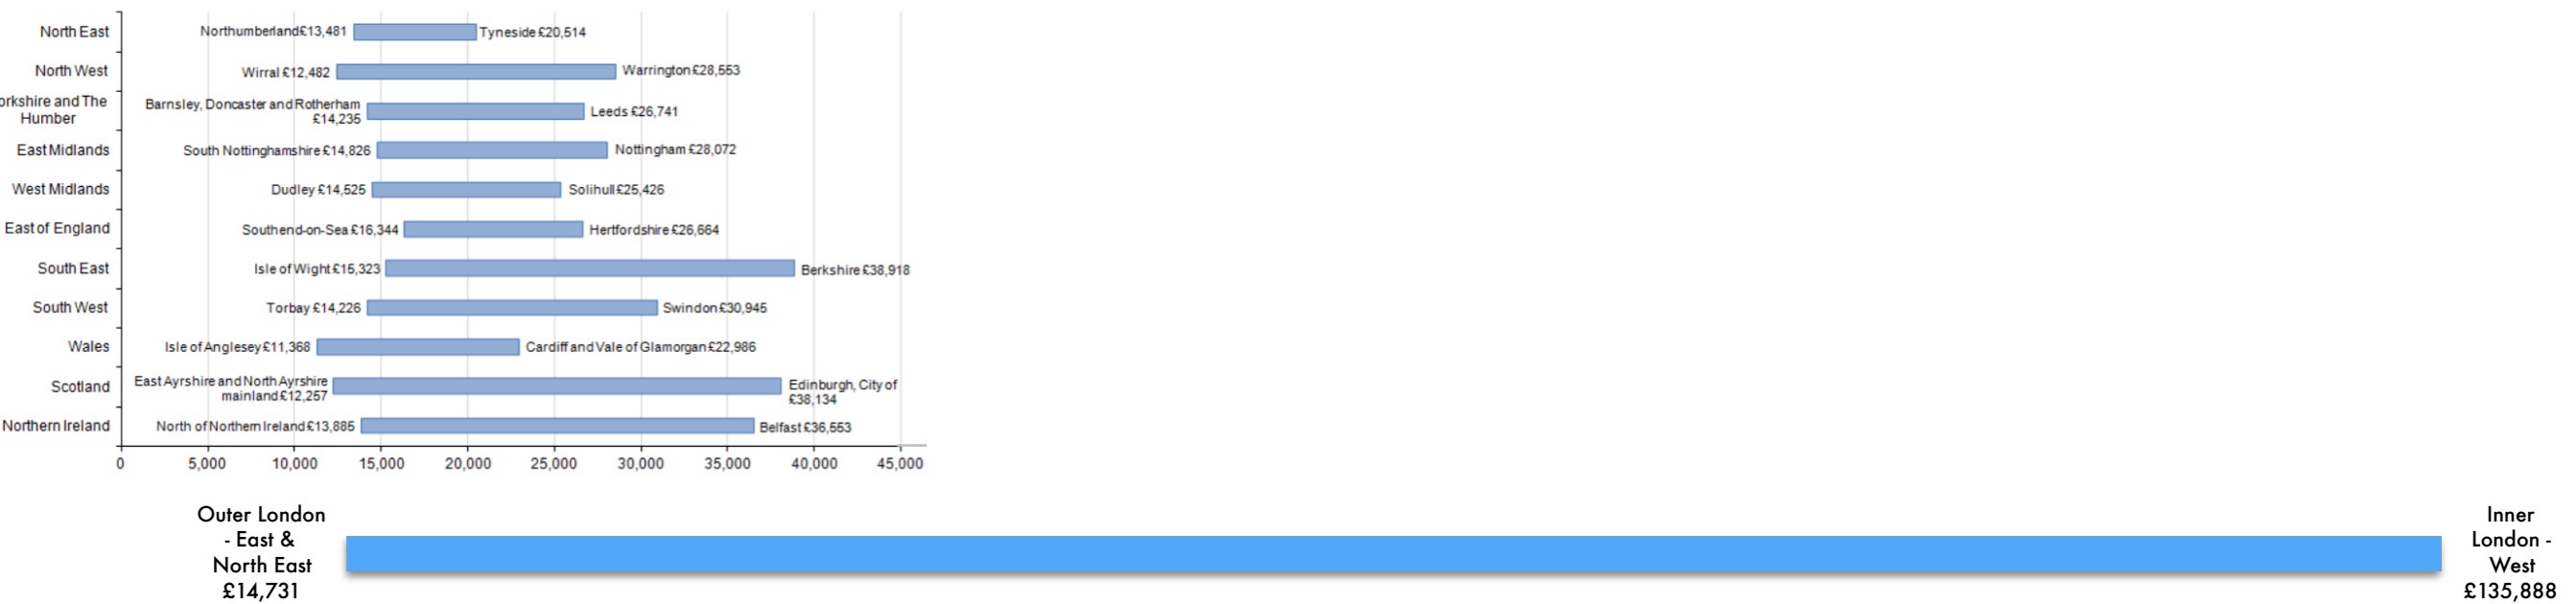 North East Northumberland£13,481 Tyneside £20,514
North West Wirral £12,482 Warrington £28,553
orkshire and The
Humber
Barnsley, Doncaster and Rotherham
£14,235
Leeds £26,741
East Midlands South Nottinghamshire £14,826 Nottingham £28,072
West Midlands Dudley £14,525 Solihull £25,426
East of England Southend-on-Sea £16,344 Hertfordshire £26,664
South East Isle of Wight £15,323 Berkshire £38,918
South West Torbay £14,226 Swindon £30,945
Wales Isle of Anglesey £11,368 Cardiff and Vale of Glamorgan £22,986
Scotland
East Ayrshire and North Ayrshire
mainland £12,257
Edinburgh, City of
£38,134
Northern Ireland North of Northern Ireland £13,885 Belfast £36,553
0 5,000 10,000 15,000 20,000 25,000 30,000 35,000 40,000 45,000
Outer London
- East &
North East
£14,731
Inner
London -
West
£135,888